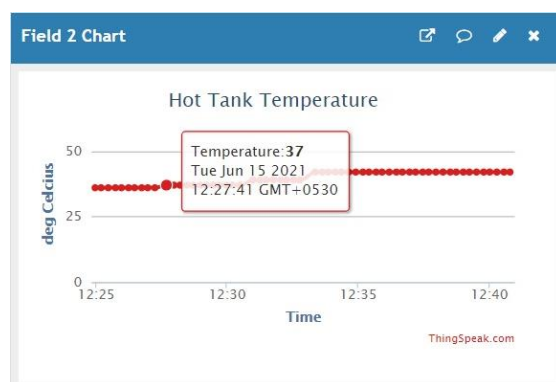 Field 2 Chart
Hot Tank Temperature
Temperature:37
Tue Jun 15 2021
12:27:41 GMT+0530
deg Celcius
50
25
0
12:25
12:30
12:35
12:40
Time
ThingSpeak.com